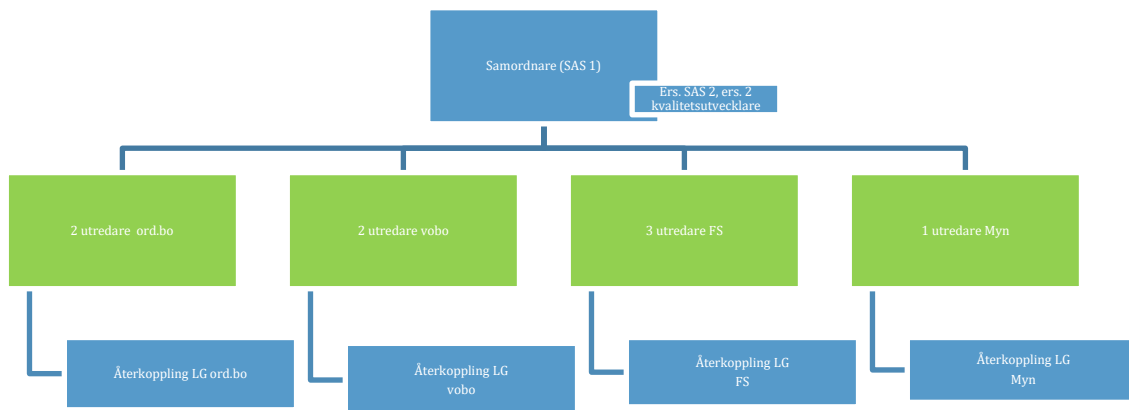 Samordnare (SAS 1)
Ers. SAS 2, ers. 2
kvalitetsutvecklare
2 utredare ord.bo
2 utredare vobo
3 utredare FS
1 utredare Myn
Återkoppling LG ord.bo
Återkoppling LG
vobo
Återkoppling LG
FS
Återkoppling LG
Myn